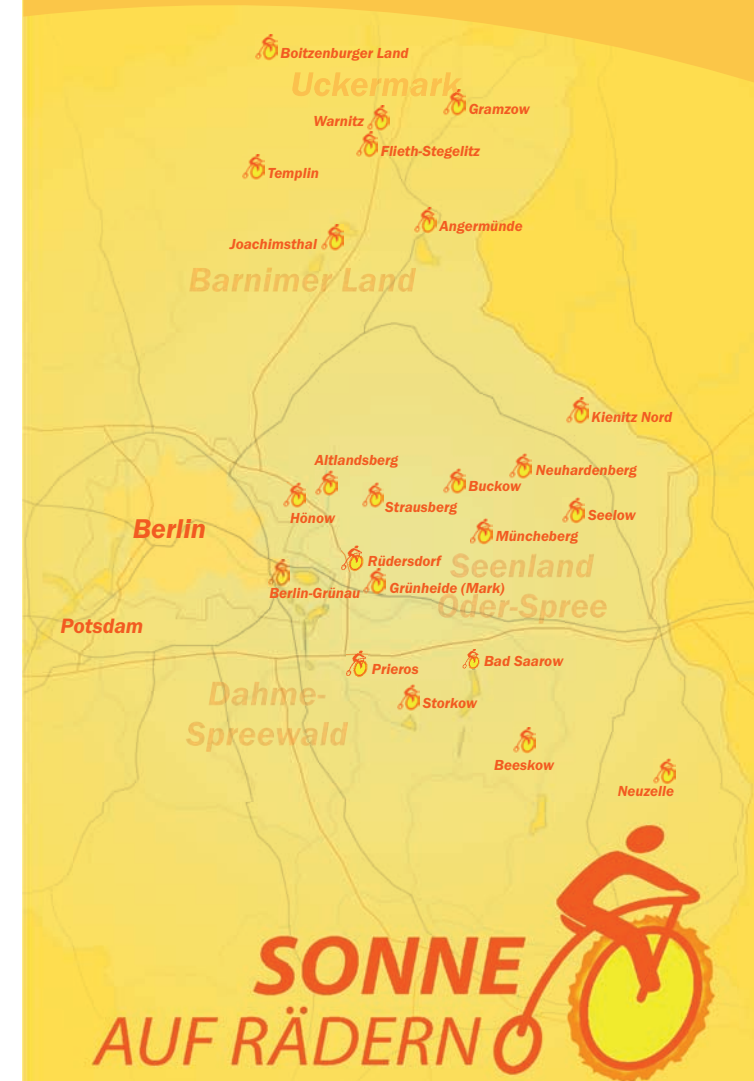 Boitzenburger Land
Uckermark
Gramzow
Warnitz
Flieth-Stegelitz
Templin
Angermünde
Joachimsthal
Barnimer Land
Kienitz Nord
Altlandsberg
Neuhardenberg
Buckow
Strausberg
Seelow
Hönow
Berlin
Müncheberg
Rüdersdorf
Seenland
Oder-Spree
Grünheide (Mark)
Berlin-Grünau
Potsdam
Bad Saarow
Prieros
Dahme-
Spreewald
Storkow
Beeskow
Neuzelle
SONNE
AUF RÄDERN